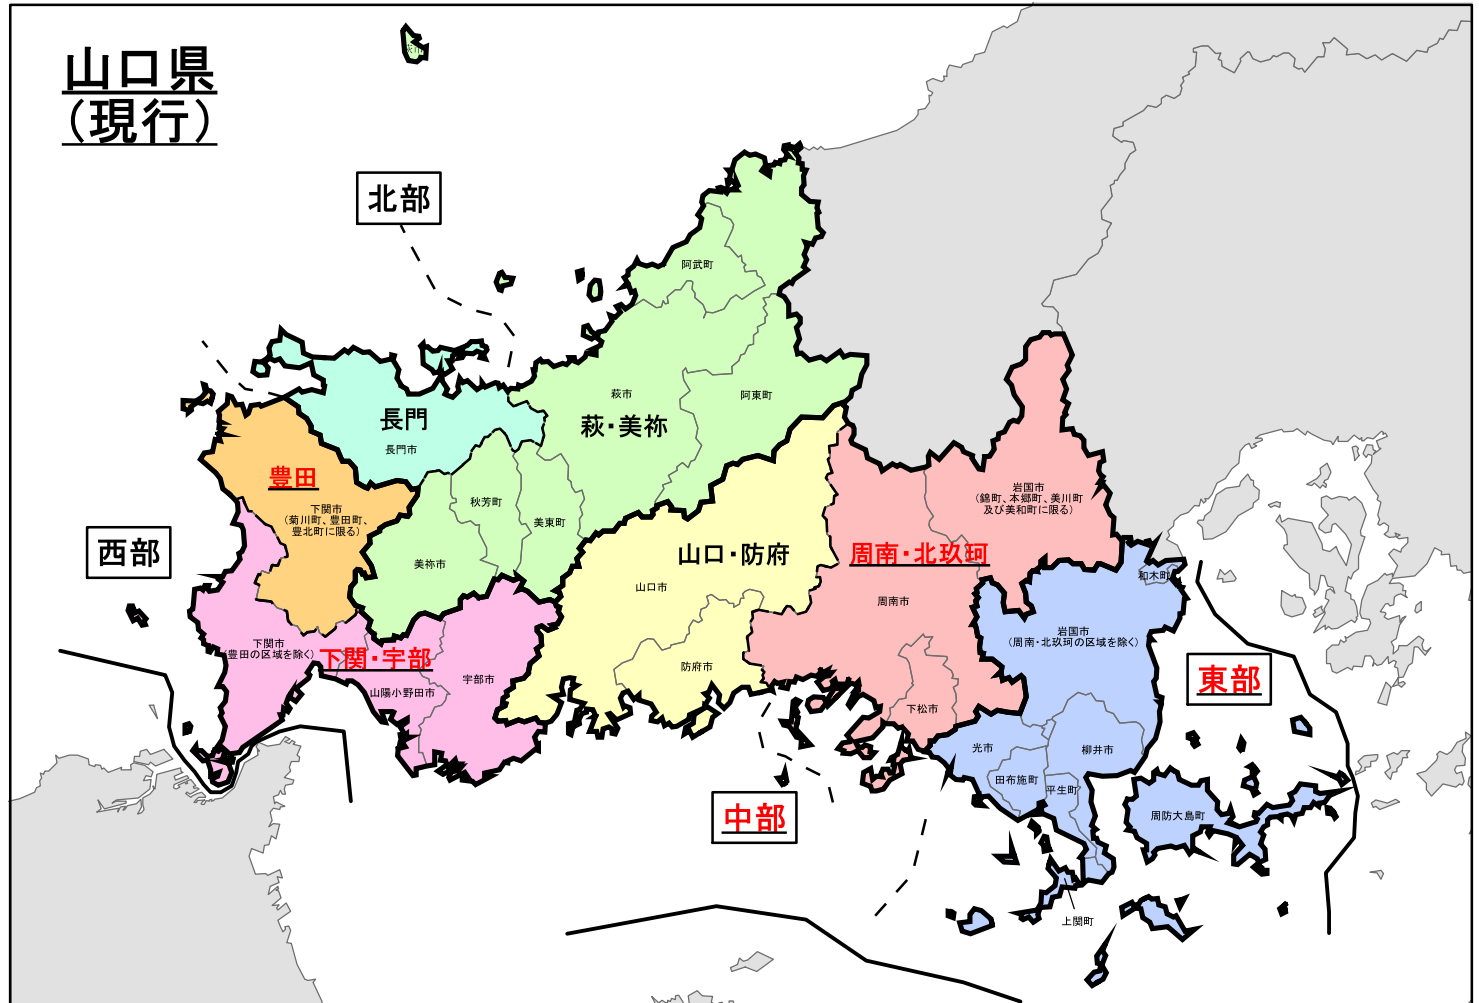 山口県
（現行）
萩市
北部
阿武町
萩市
阿東町
萩・美祢
長門
長門市
豊田
下関市
（菊川町、豊田町、
豊北町に限る）
秋芳町
美東町
美祢市
西部
岩国市
（錦町、本郷町、美川町
及び美和町に限る）
山口・防府
山口市
周南・北玖珂
周南市
和木町
岩国市
（周南・北玖珂の区域を除く）
下関市
（豊田の区域を除く）
下関・宇部
山陽小野田市
宇部市
防府市
下松市
東部
光市
柳井市
田布施町
平生町
周防大島町
中部
上関町